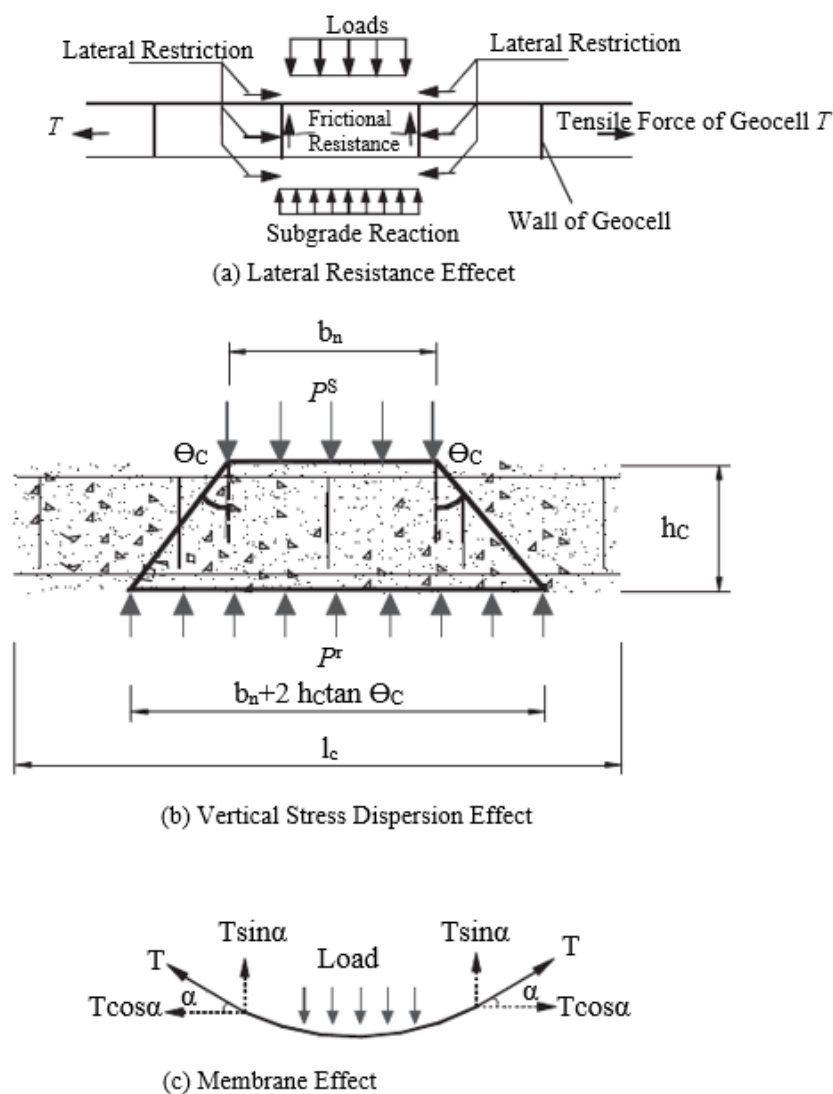 Loads
Lateral Restriction
Lateral Restriction
T
Frictional
Resistance
Tensile Force of Geocell T
Wall of Geocell
Subgrade Reaction
(a) Lateral Resistance Effecet
bn
PS
ΘC
ΘC
hC
Pr
bn+2 hCtan ΘC
lc
(b) Vertical Stress Dispersion Effect
Tsinα
Tsinα
T
Load
T
Tcosα
α
α
Tcosα
(c) Membrane Effect